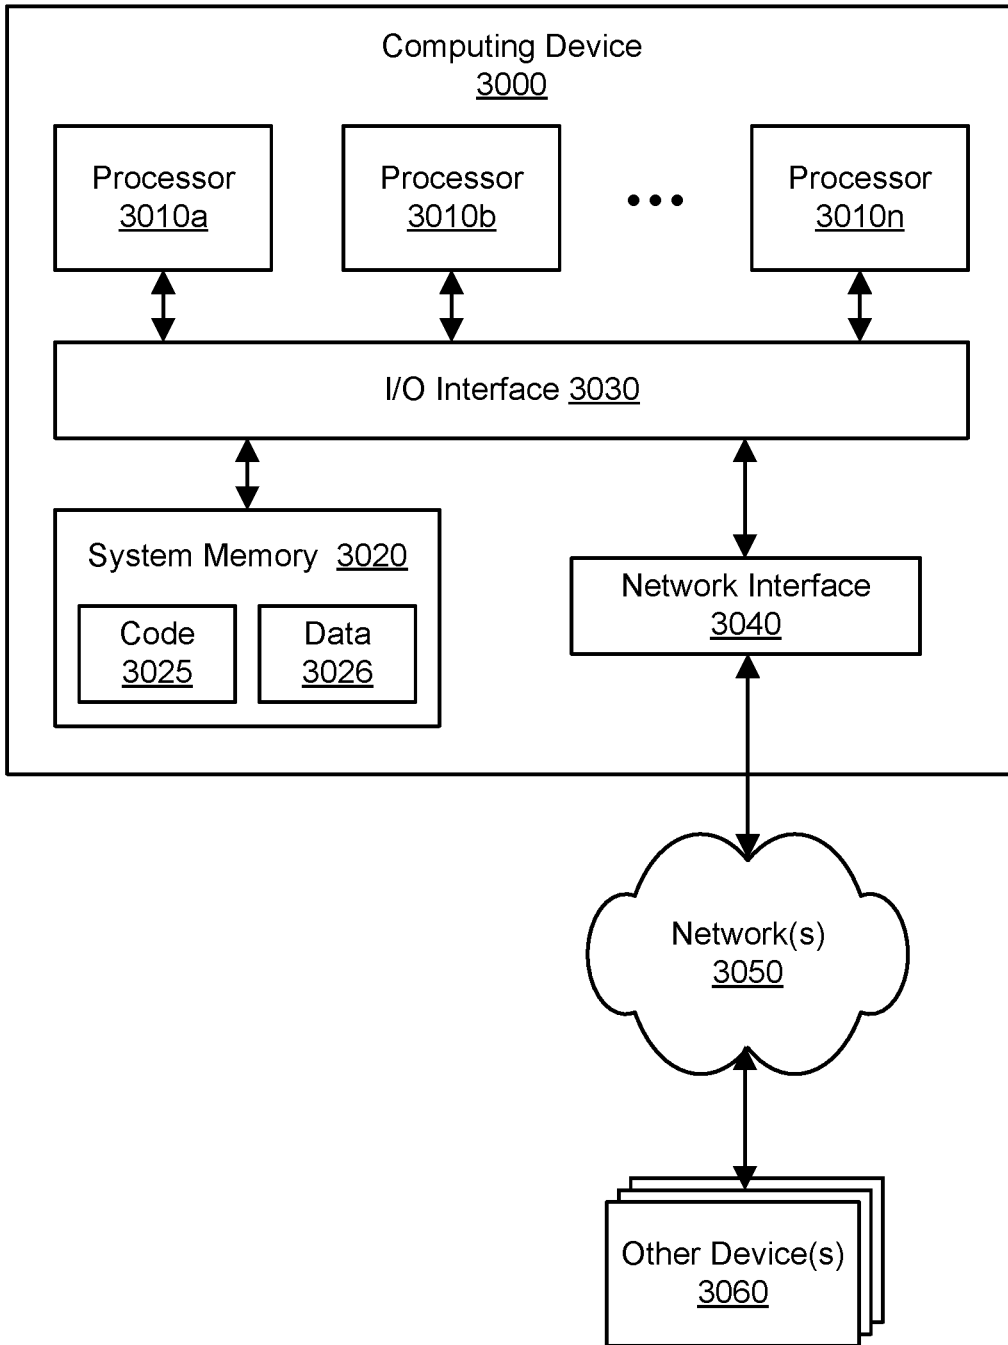 Computing Device
3000
Processor
3010a
Processor
3010b
•••
Processor
3010n
I/O Interface 3030
System Memory 3020
Code
3025
Data
3026
Network Interface
3040
Network(s)
3050
Other Device(s)
3060